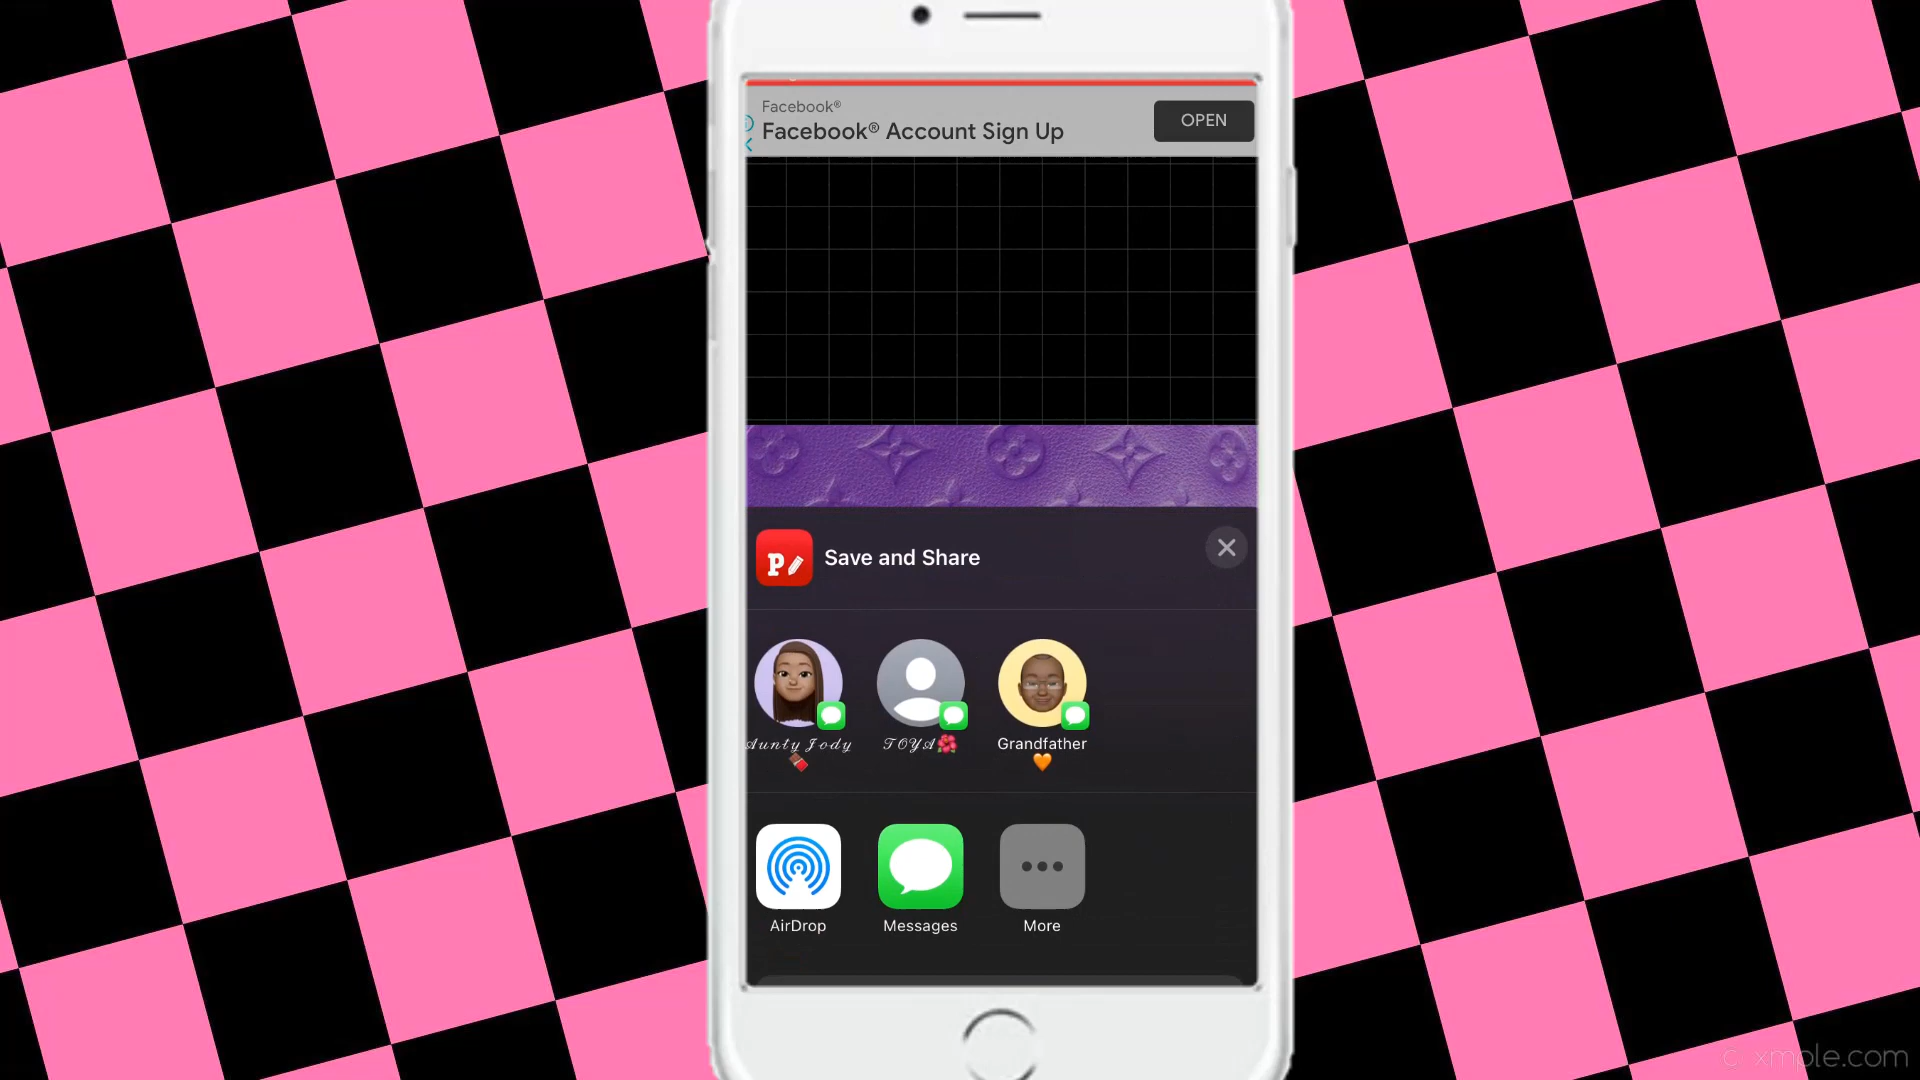 Facebook®
Facebook® Account Sign Up
OPEN
P
Save and Share
𝒜𝓊𝓃𝓉𝓎 𝒥𝑜𝒹𝓎
🍫
𝒯𝒪𝒴𝒜🌺
Grandfather
🧡
AirDrop
Messages
More
© xmple.com